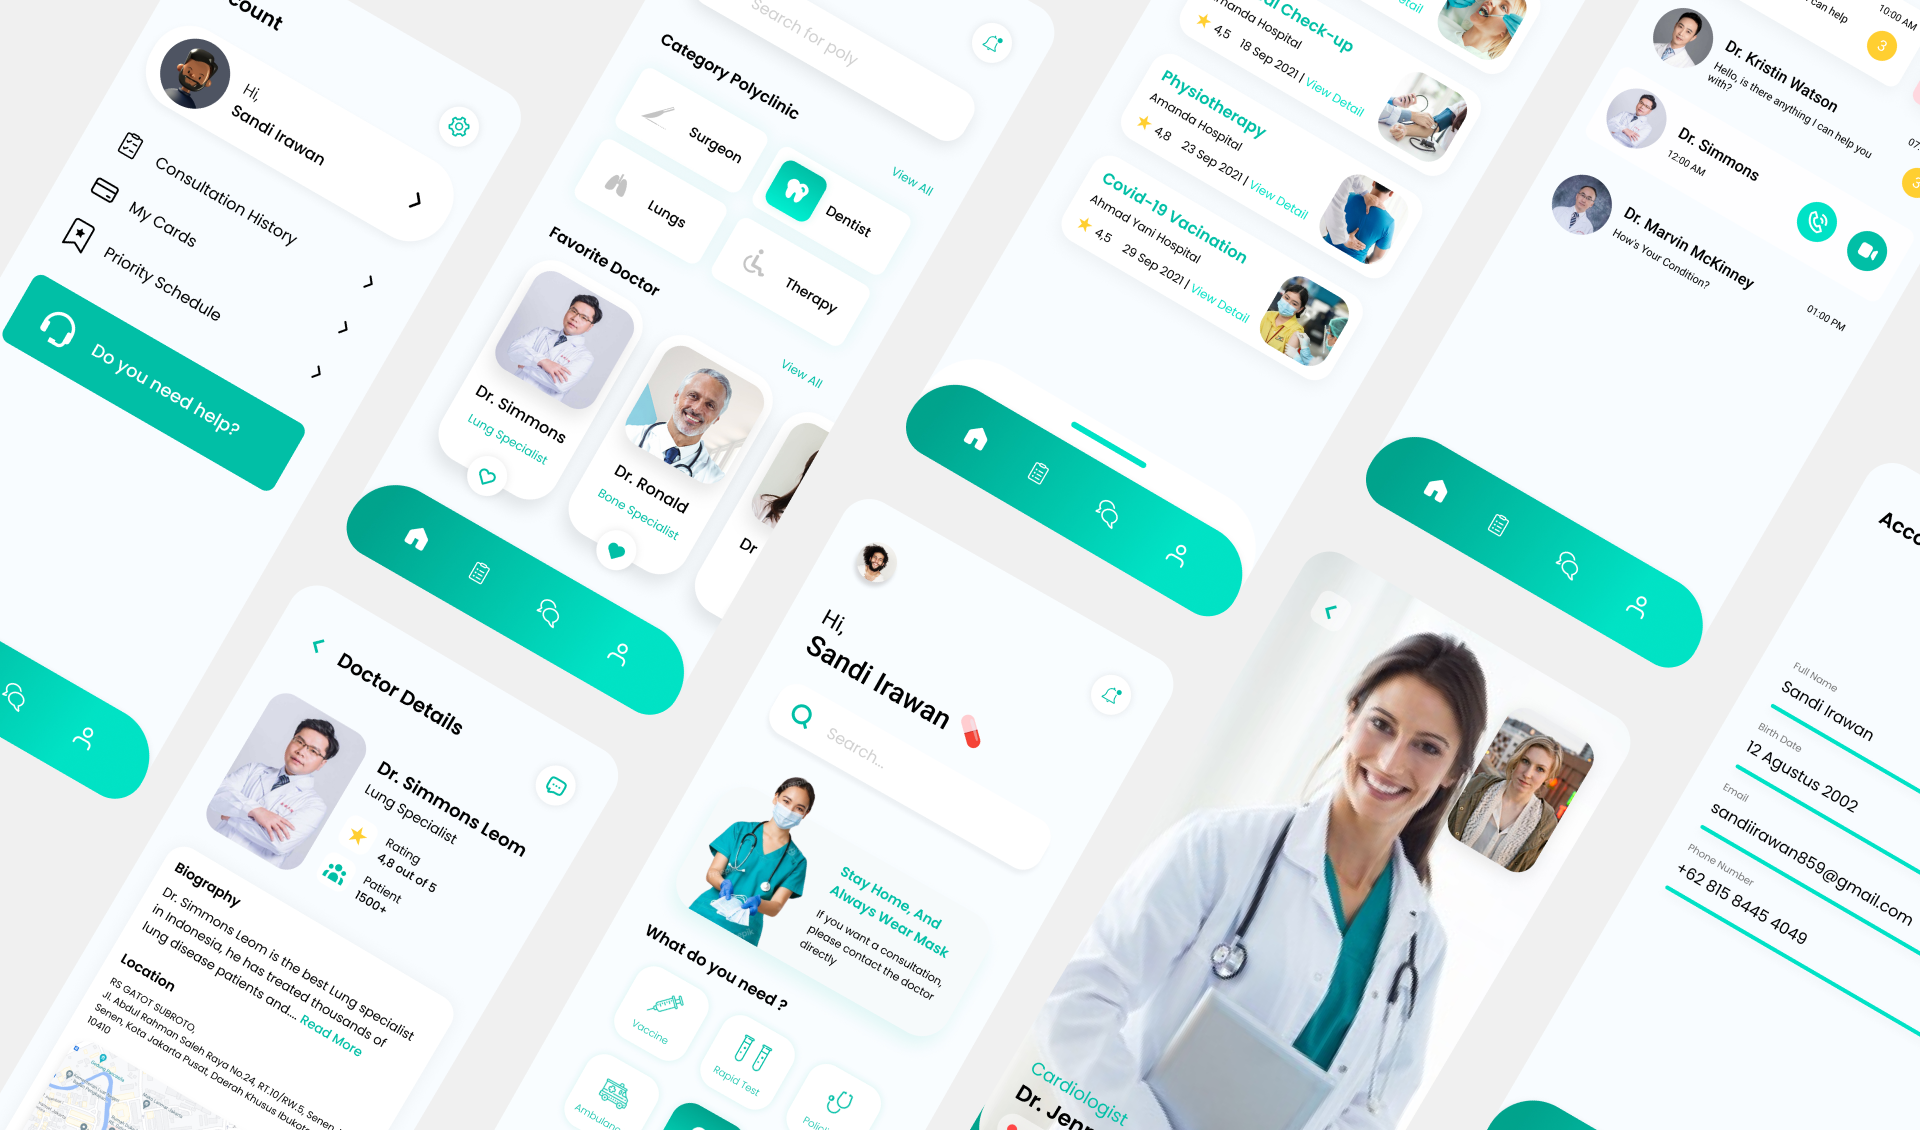 count
Hi,
Sandi Irawan
Consultation History
My Cards
Priority Schedule
Do you need help?
Search for poly
Category Polyclinic
View All
Surgeon
Dentist
Lungs
Therapy
Favorite Doctor
View All
Dr. Simmons
Lung Specialist
Dr. Ronald
Bone Specialist
Dr
Check-up
Amanda Hospital
4,5 18 Sep 2021 | View Detail
Physiotherapy
Amanda Hospital
4,8 23 Sep 2021 | View Detail
Covid-19 Vacination
Ahmad Yani Hospital
4,5 29 Sep 2021 | View Detail
I can help
10:00 AM
3
Dr. Kristin Watson
Hello, is there anything I can help you
with?
07.
3
Dr. Simmons
12:00 AM
Dr. Marvin McKinney
How's Your Condition?
01:00 PM
Doctor Details
Dr. Simmons Leom
Lung Specialist
Rating
4,8 out of 5
Patient
1500+
Biography
Dr. Simmons Leom is the best Lung specialist
in Indonesia, he has treated thousands of
lung disease patients and.... Read More
Location
RS GATOT SUBROTO,
Jl. Abdul Rahman Saleh Raya No.24, RT.10/RW.5, Senen,
Senen, Kota Jakarta Pusat, Daerah Khusus Ibukota
10410
Hi,
Sandi Irawan
Search...
Stay Home, And
Always Wear Mask
If you want a consultation,
please contact the doctor
directly
What do you need ?
Vaccine
Rapid Test
Policl
Ambulanc
Cardiologist
Dr. Jenn
Acco
Full Name
Sandi Irawan
Birth Date
12 Agustus 2002
Email
sandiirawan859@gmail.com
Phone Number
+62 815 8445 4049